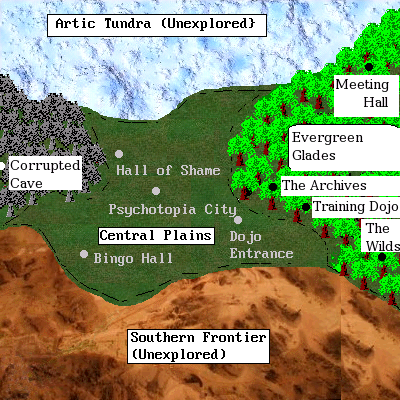 Artic Tundra (Unexplored}
Meeting
Hall
Evergreen
Glades
Corrupted
Cave
Hall of Shame
The Archives
Psychotopia City
Training Dojo
Central Plains
Dojo
Entrance
The
Wilds
Bingo Hall
Southern Frontier
(Unexplored)